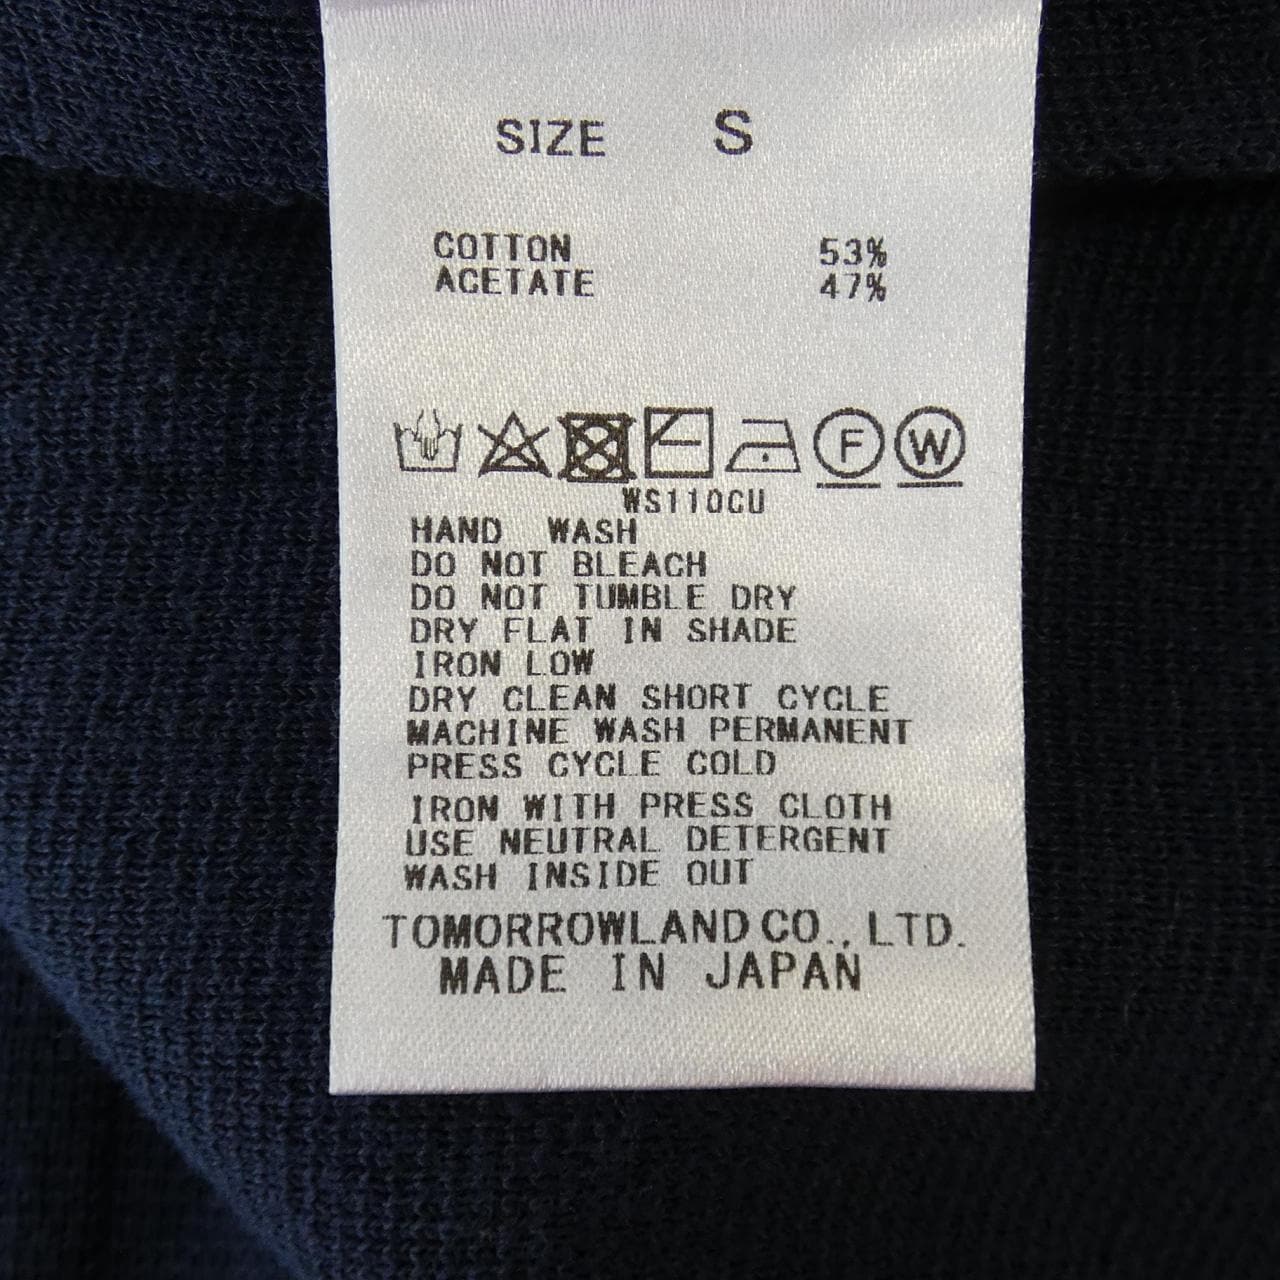 SIZE S
COTTON 53%
ACETATE 47%
F W
WS110CU
HAND WASH
DO NOT BLEACH
DO NOT TUMBLE DRY
DRY FLAT IN SHADE
IRON LOW
DRY CLEAN SHORT CYCLE
MACHINE WASH PERMANENT
PRESS CYCLE COLD
IRON WITH PRESS CLOTH
USE NEUTRAL DETERGENT
WASH INSIDE OUT
TOMORROWLAND CO., LTD.
MADE IN JAPAN